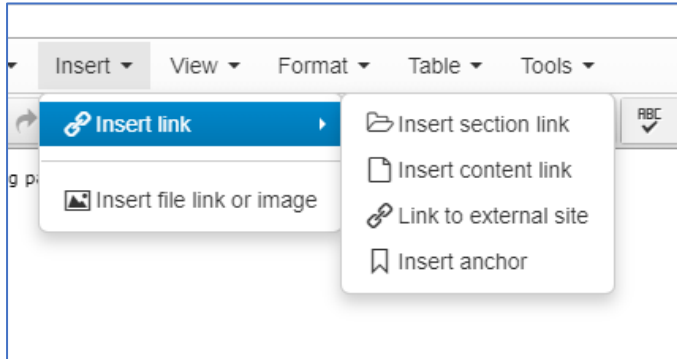 Insert View Format Table Tools
Insert link
Insert file link or image
Insert section link
Insert content link
Link to external site
Insert anchor
ABC
g p